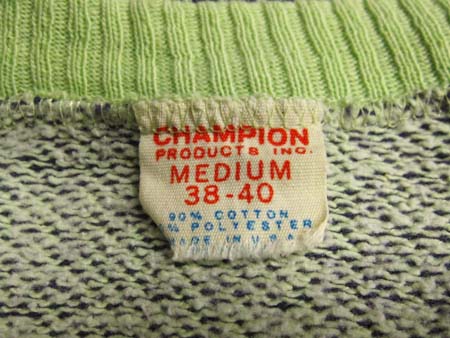 CHAMPION
PRODUCTS INC.
MEDIUM
38-40
90% COTTON
% POLYESTER
MADE IN U.S.A.